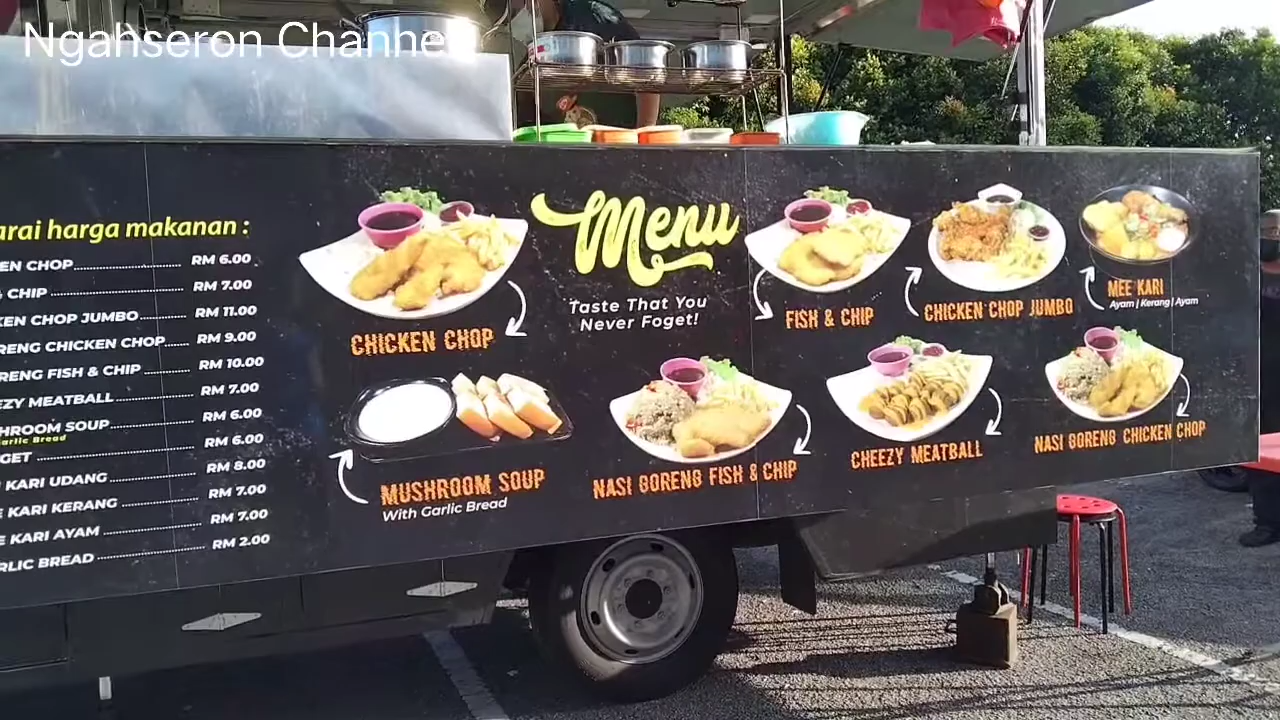 Ngahseron Channel
arai harga makanan :
EN CHOP RM 6.00
& CHIP RM 7.00
KEN CHOP JUMBO RM 11.00
RENG CHICKEN CHOP RM 9.00
RENG FISH & CHIP RM 10.00
EZY MEATBALL RM 7.00
HROOM SOUP RM 6.00
arlic Bread
GET RM 6.00
KARI UDANG RM 8.00
E KARI KERANG RM 7.00
E KARI AYAM RM 7.00
RLIC BREAD RM 2.00
Menu
Taste That You
Never Foget!
CHICKEN CHOP
FISH & CHIP
CHICKEN CHOP JUMBO
MEE KARI
Ayam | Kerang | Ayam
MUSHROOM SOUP
With Garlic Bread
NASI GORENG FISH & CHIP
CHEEZY MEATBALL
NASI GORENG CHICKEN CHOP